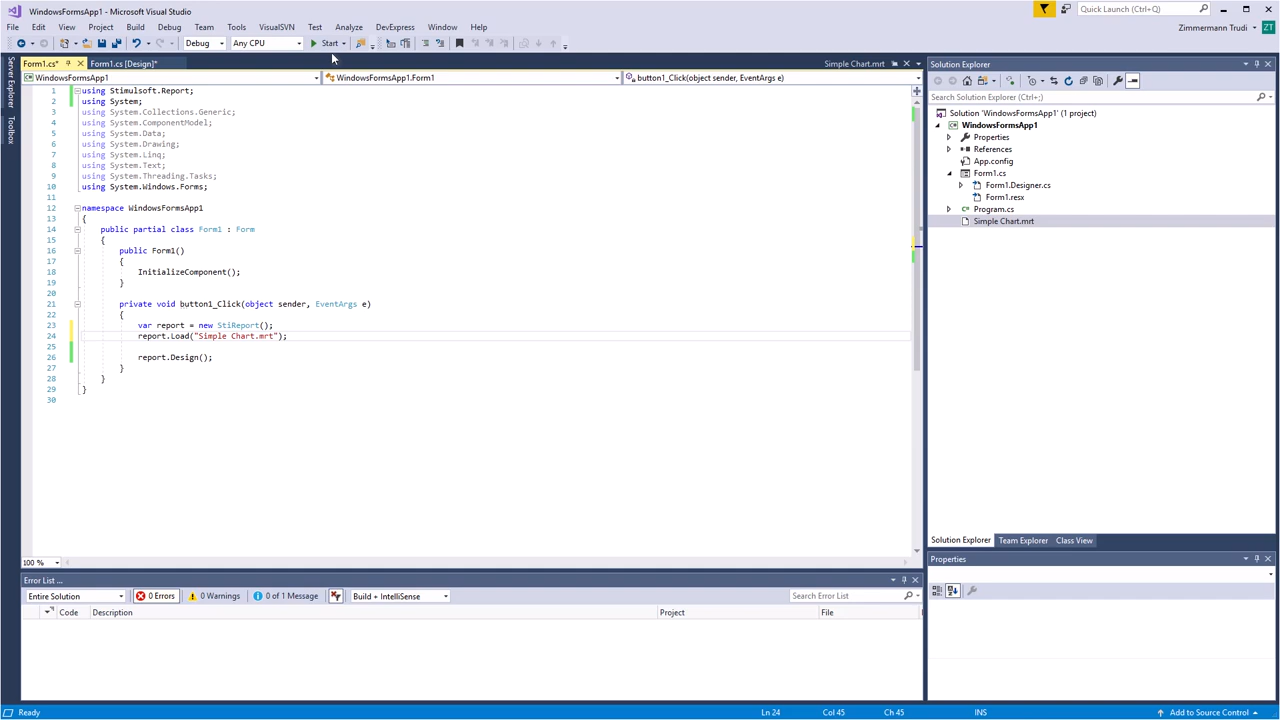 WindowsFormsApp1 - Microsoft Visual Studio
Quick Launch (Ctrl+Q)
File Edit View Project Build Debug Team Tools VisualSVN Test Analyze DevExpress Window Help
Zimmermann Trudi ZT
Debug Any CPU Start
Server Explorer
Toolbox
Form1.cs* Form1.cs [Design]* Simple Chart.mrt
WindowsFormsApp1 WindowsFormsApp1.Form1 button1_Click(object sender, EventArgs e)
1 using Stimulsoft.Report;
2 using System;
3 using System.Collections.Generic;
4 using System.ComponentModel;
5 using System.Data;
6 using System.Drawing;
7 using System.Linq;
8 using System.Text;
9 using System.Threading.Tasks;
10 using System.Windows.Forms;
11
12 namespace WindowsFormsApp1
13 {
14 public partial class Form1 : Form
15 {
16 public Form1()
17 {
18 InitializeComponent();
19 }
20
21 private void button1_Click(object sender, EventArgs e)
22 {
23 var report = new StiReport();
24 report.Load("Simple Chart.mrt");
25
26 report.Design();
27 }
28 }
29 }
30
100 %
Error List ...
Entire Solution 0 Errors 0 Warnings 0 of 1 Message Build + IntelliSense Search Error List
Code Description Project File
Solution Explorer
Search Solution Explorer (Ctrl+;)
Solution 'WindowsFormsApp1' (1 project)
WindowsFormsApp1
Properties
References
App.config
Form1.cs
Form1.Designer.cs
Form1.resx
Program.cs
Simple Chart.mrt
Solution Explorer Team Explorer Class View
Properties
Ready Ln 24 Col 45 Ch 45 INS Add to Source Control